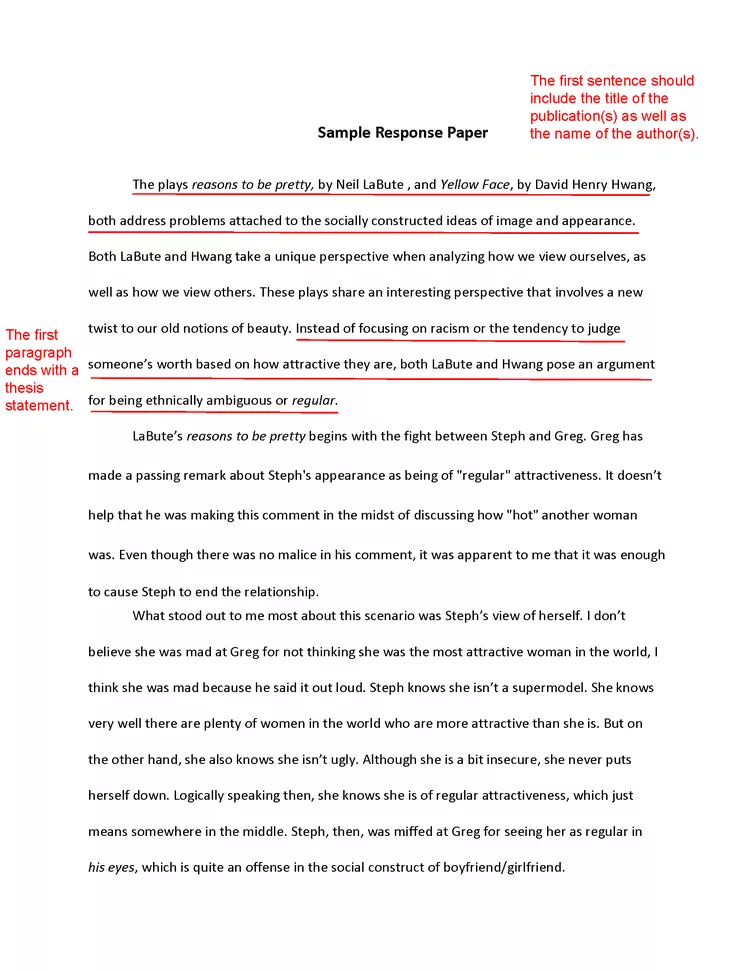 The first sentence should
include the title of the
publication(s) as well as
the name of the author(s).
Sample Response Paper
The plays reasons to be pretty, by Neil LaBute , and Yellow Face, by David Henry Hwang,
both address problems attached to the socially constructed ideas of image and appearance.
Both LaBute and Hwang take a unique perspective when analyzing how we view ourselves, as
well as how we view others. These plays share an interesting perspective that involves a new
twist to our old notions of beauty. Instead of focusing on racism or the tendency to judge
someone’s worth based on how attractive they are, both LaBute and Hwang pose an argument
for being ethnically ambiguous or regular.
The first
paragraph
ends with a
thesis
statement.
LaBute’s reasons to be pretty begins with the fight between Steph and Greg. Greg has
made a passing remark about Steph's appearance as being of "regular" attractiveness. It doesn’t
help that he was making this comment in the midst of discussing how "hot" another woman
was. Even though there was no malice in his comment, it was apparent to me that it was enough
to cause Steph to end the relationship.
What stood out to me most about this scenario was Steph’s view of herself. I don’t
believe she was mad at Greg for not thinking she was the most attractive woman in the world, I
think she was mad because he said it out loud. Steph knows she isn’t a supermodel. She knows
very well there are plenty of women in the world who are more attractive than she is. But on
the other hand, she also knows she isn’t ugly. Although she is a bit insecure, she never puts
herself down. Logically speaking then, she knows she is of regular attractiveness, which just
means somewhere in the middle. Steph, then, was miffed at Greg for seeing her as regular in
his eyes, which is quite an offense in the social construct of boyfriend/girlfriend.